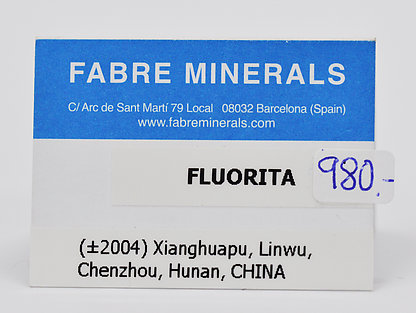 FABRE MINERALS
C/ Arc de Sant Martí 79 Local 08032 Barcelona (Spain)
www.fabreminerals.com
FLUORITA 980.-
(±2004) Xianghuapu, Linwu,
Chenzhou, Hunan, CHINA